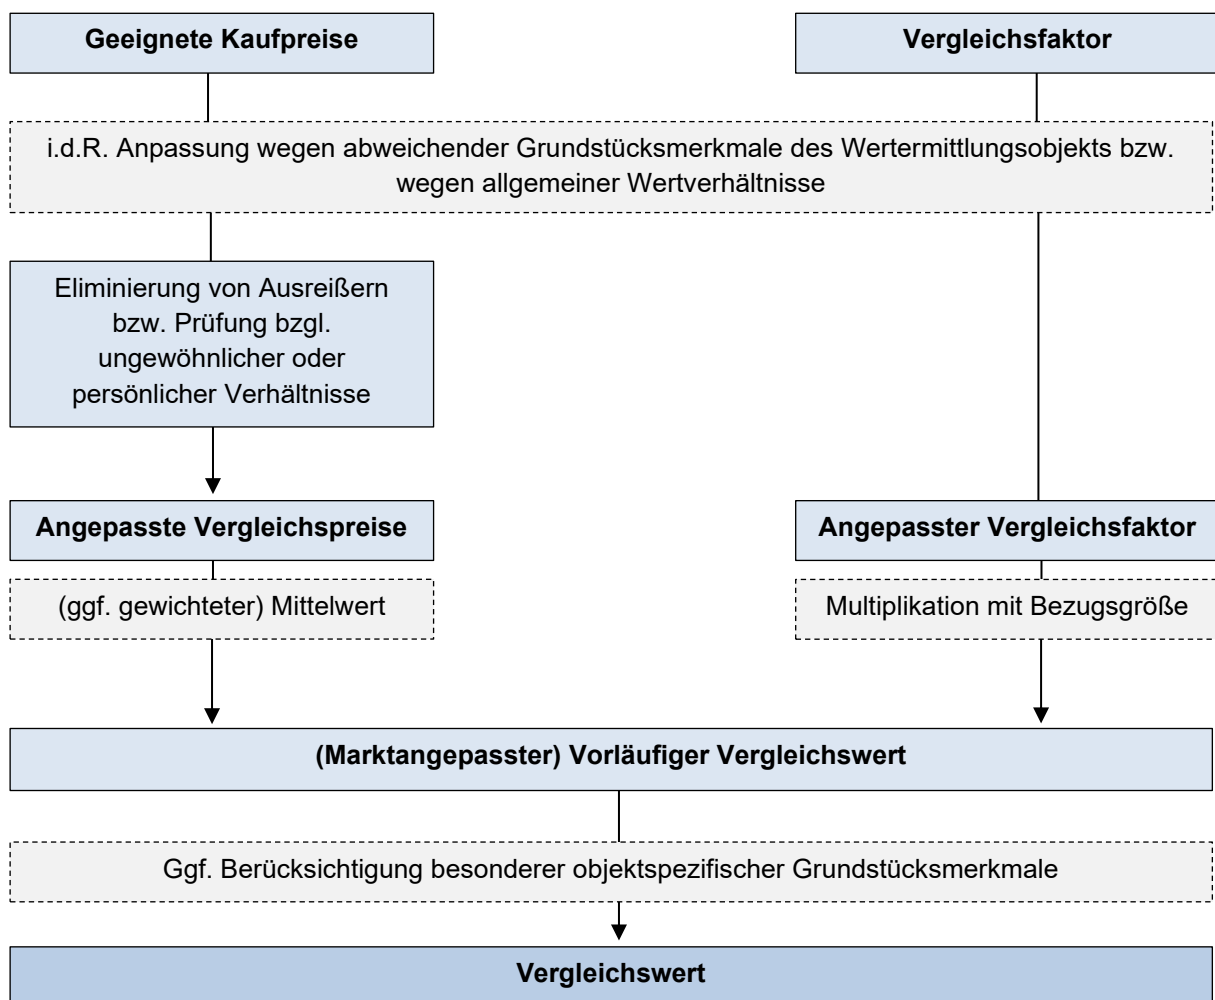 Geeignete Kaufpreise
Vergleichsfaktor
i.d.R. Anpassung wegen abweichender Grundstücksmerkmale des Wertermittlungsobjekts bzw.
wegen allgemeiner Wertverhältnisse
Eliminierung von Ausreißern
bzw. Prüfung bzgl.
ungewöhnlicher oder
persönlicher Verhältnisse
Angepasste Vergleichspreise
Angepasster Vergleichsfaktor
(ggf. gewichteter) Mittelwert
Multiplikation mit Bezugsgröße
(Marktangepasster) Vorläufiger Vergleichswert
Ggf. Berücksichtigung besonderer objektspezifischer Grundstücksmerkmale
Vergleichswert